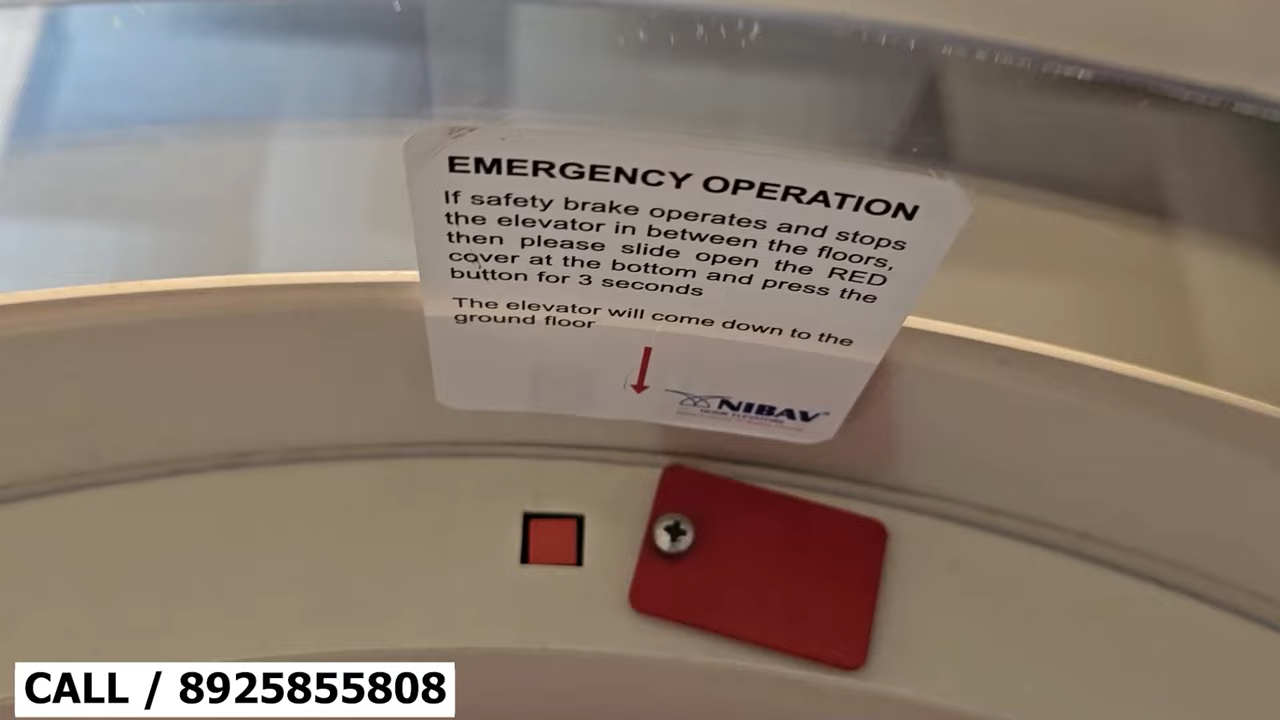 EMERGENCY OPERATION
If safety brake operates and stops
the elevator in between the floors,
then please slide open the RED
cover at the bottom and press the
button for 3 seconds
The elevator will come down to the
ground floor
NIBAV
CALL / 8925855808